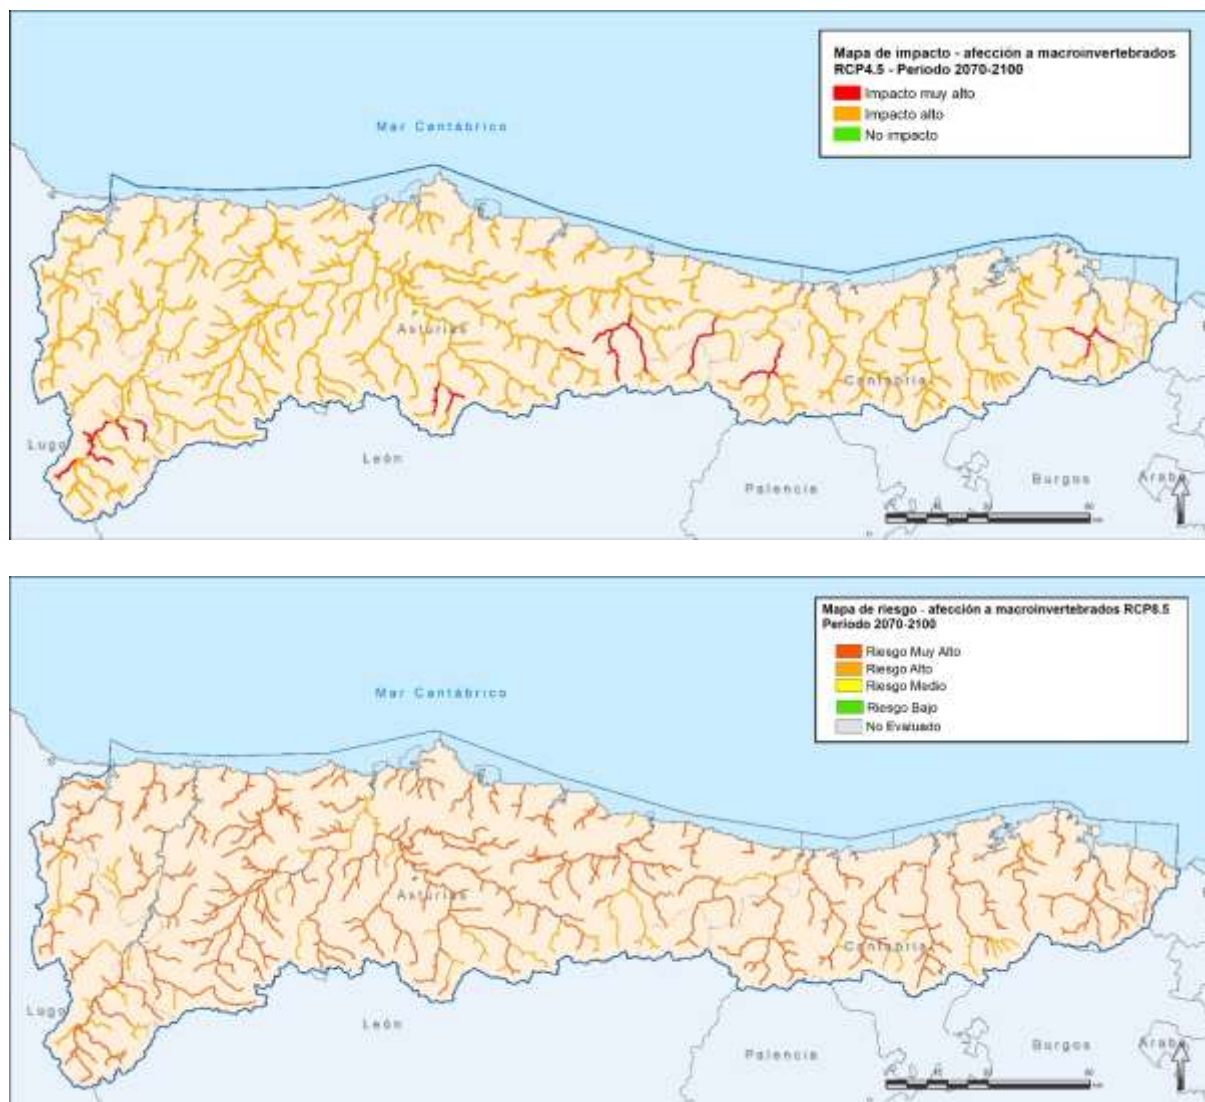 Mapa de impacto - afección a macroinvertebrados
RCP4.5 - Periodo 2070-2100
Impacto muy alto
Impacto alto
No impacto
Mar Cantábrico
Asturias
Cantabria
Lugo
León
Palencia
Burgos
Araba
Mapa de riesgo - afección a macroinvertebrados RCP8.5
Periodo 2070-2100
Riesgo Muy Alto
Riesgo Alto
Riesgo Medio
Riesgo Bajo
No Evaluado
Mar Cantábrico
Asturias
Cantabria
Lugo
León
Palencia
Burgos
Araba